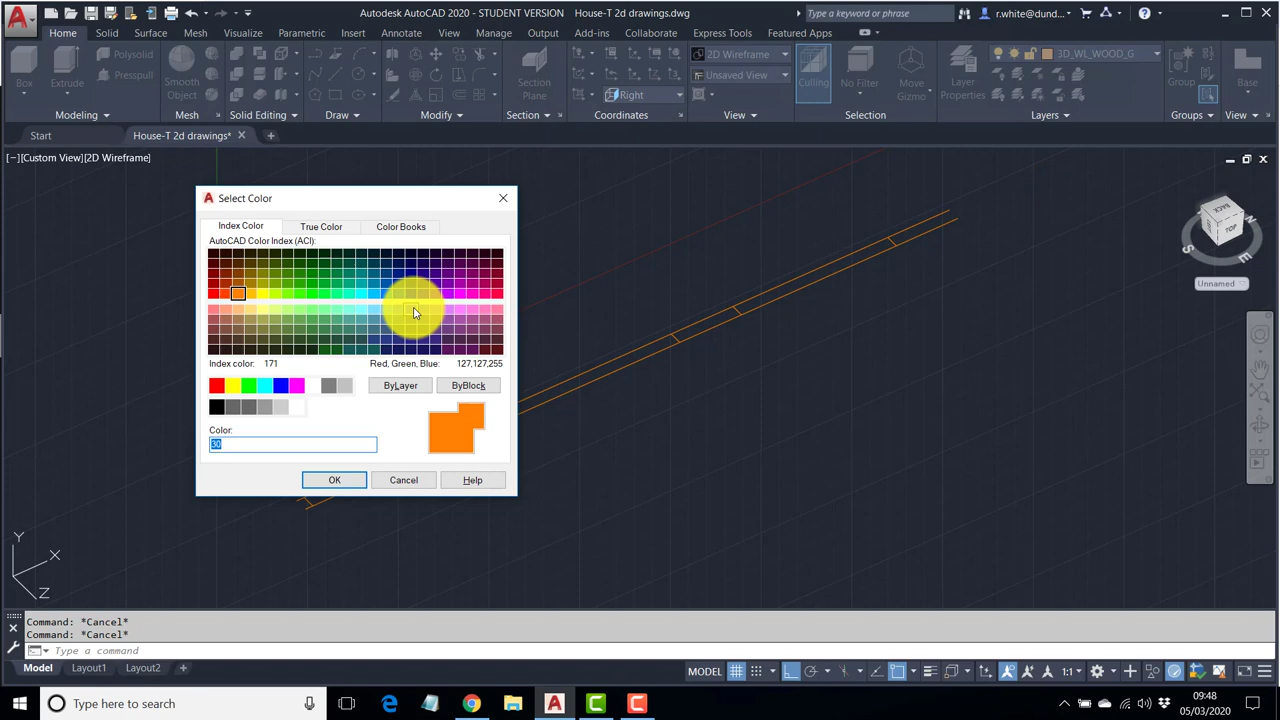 Autodesk AutoCAD 2020 - STUDENT VERSION House-T 2d drawings.dwg
Type a keyword or phrase
r.white@dund...
Home Solid Surface Mesh Visualize Parametric Insert Annotate View Manage Output Add-ins Collaborate Express Tools Featured Apps
Box
Extrude
Polysolid
Presspull
Smooth
Object
Section
Plane
Right
2D Wireframe
Unsaved View
Culling
No Filter
Move
Gizmo
Layer
Properties
3D_WL_WOOD_G
Group
Base
Modeling Mesh Solid Editing Draw Modify Section Coordinates View Selection Layers Groups View
Start House-T 2d drawings*
[−][Custom View][2D Wireframe]
BACK
TOP
N
S
E
Unnamed
Select Color
Index Color True Color Color Books
AutoCAD Color Index (ACI):
Index color: 171 Red, Green, Blue: 127,127,255
ByLayer ByBlock
Color:
30
OK Cancel Help
Y
X
Z
Command: *Cancel*
Command: *Cancel*
Type a command
Model Layout1 Layout2
MODEL 1:1
Type here to search
09:48
05/03/2020